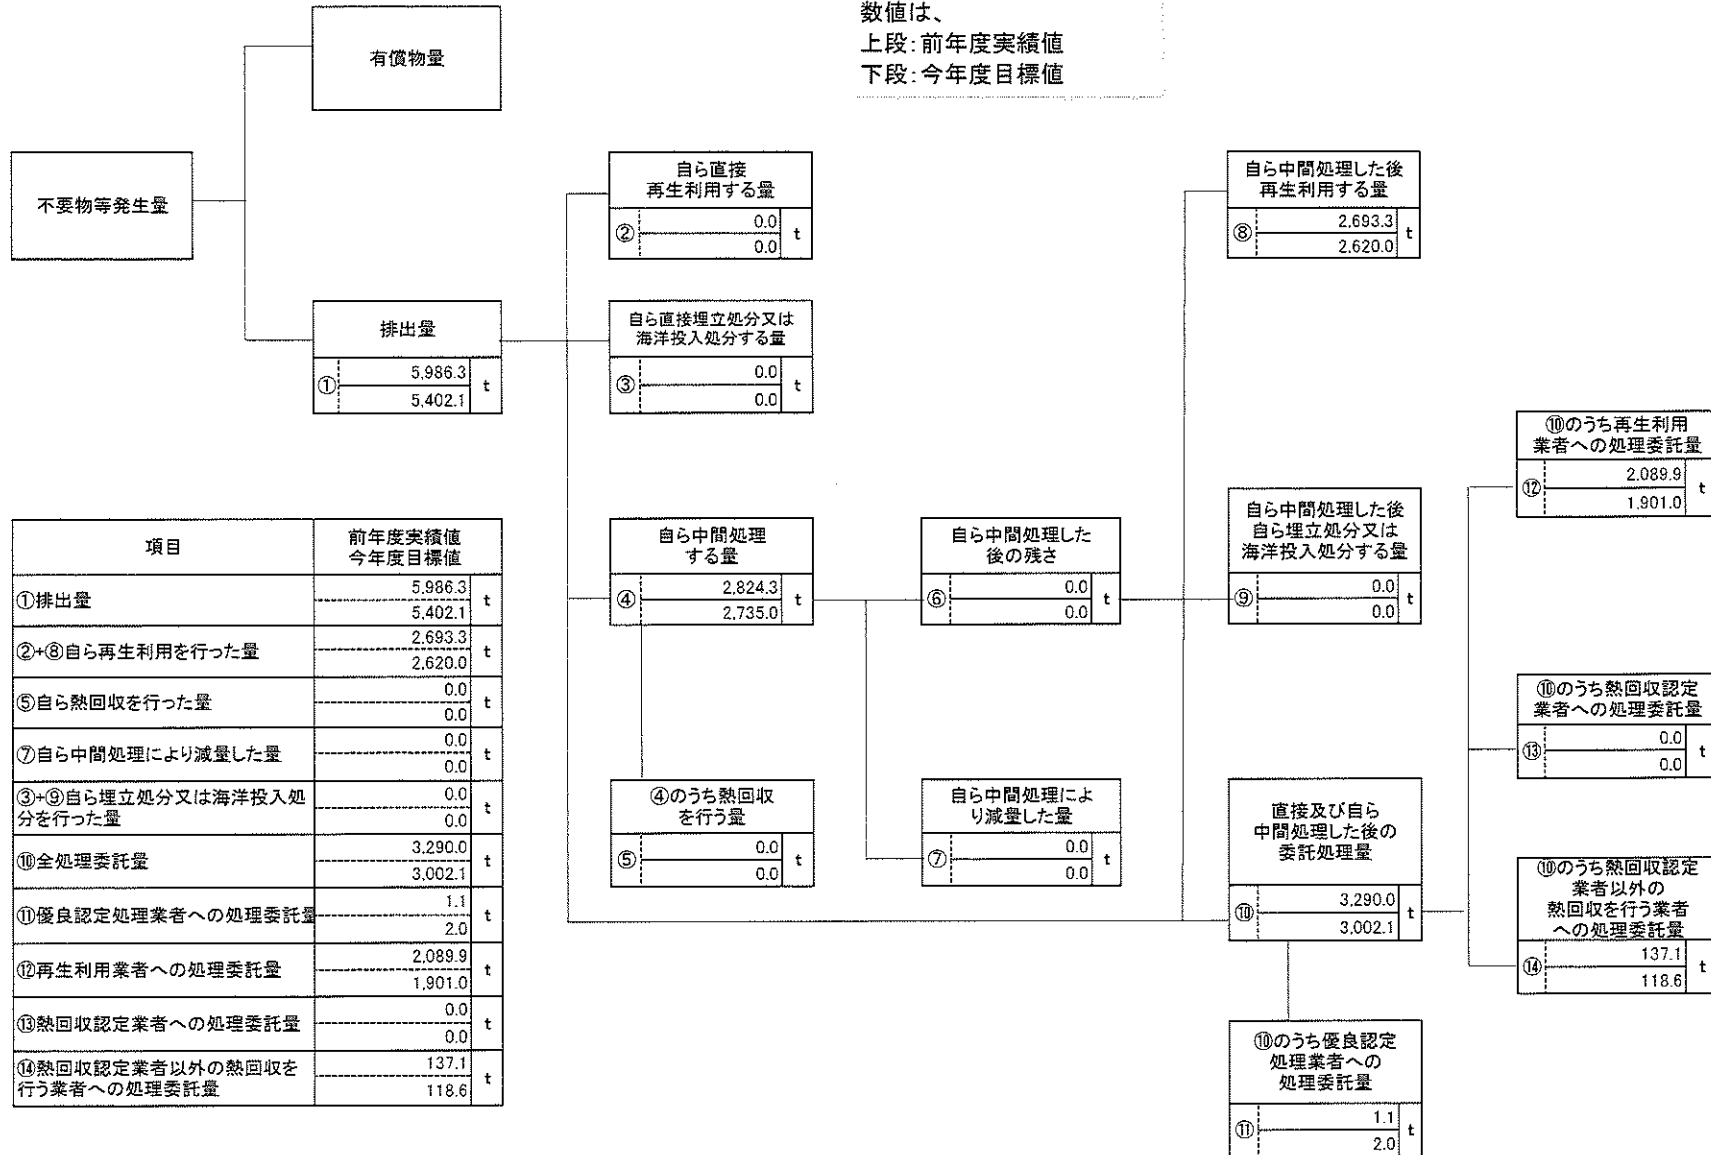 数値は、
上段:前年度実績値
下段:今年度目標値
有償物量
不要物等発生量
排出量
① 5,986.3 t
5,402.1
自ら直接
再生利用する量
② 0.0 t
0.0
自ら直接埋立処分又は
海洋投入処分する量
③ 0.0 t
0.0
自ら中間処理
する量
④ 2,824.3 t
2,735.0
④のうち熱回収
を行う量
⑤ 0.0 t
0.0
自ら中間処理した
後の残さ
⑥ 0.0 t
0.0
自ら中間処理によ
り減量した量
⑦ 0.0 t
0.0
自ら中間処理した後
再生利用する量
⑧ 2,693.3 t
2,620.0
自ら中間処理した後
自ら埋立処分又は
海洋投入処分する量
⑨ 0.0 t
0.0
直接及び自ら
中間処理した後の
委託処理量
⑩ 3,290.0 t
3,002.1
⑩のうち優良認定
処理業者への
処理委託量
⑪ 1.1 t
2.0
⑩のうち再生利用
業者への処理委託量
⑫ 2,089.9 t
1,901.0
⑩のうち熱回収認定
業者への処理委託量
⑬ 0.0 t
0.0
⑩のうち熱回収認定
業者以外の
熱回収を行う業者
への処理委託量
⑭ 137.1 t
118.6
項目 前年度実績値
今年度目標値
①排出量 5,986.3 t
5,402.1
②+⑧自ら再生利用を行った量 2,693.3 t
2,620.0
⑤自ら熱回収を行った量 0.0 t
0.0
⑦自ら中間処理により減量した量 0.0 t
0.0
③+⑨自ら埋立処分又は海洋投入処 0.0 t
分を行った量 0.0
⑩全処理委託量 3,290.0 t
3,002.1
⑪優良認定処理業者への処理委託量 1.1 t
2.0
⑫再生利用業者への処理委託量 2,089.9 t
1,901.0
⑬熱回収認定業者への処理委託量 0.0 t
0.0
⑭熱回収認定業者以外の熱回収を 137.1 t
行う業者への処理委託量 118.6